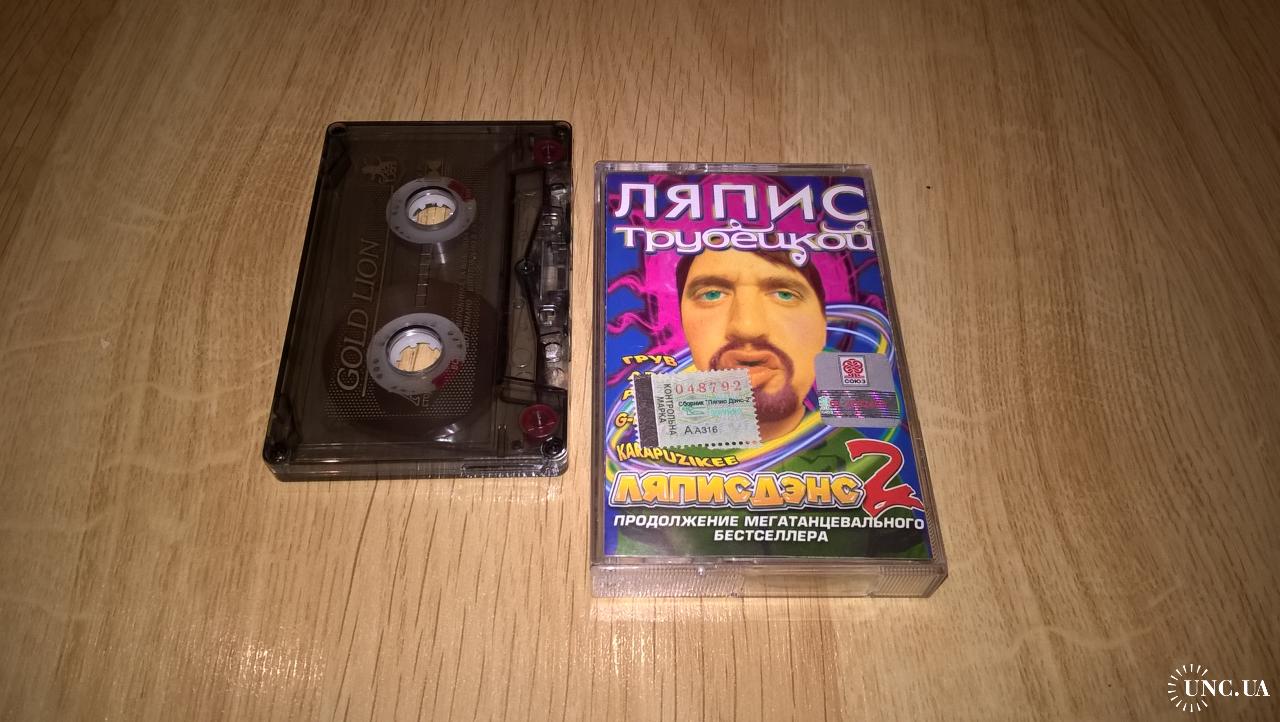 GOLD LION
ЛЯПИС
ТРУБЕЦКОЙ
ГРУВ
KARAPUZIKEE
048792
КОНТРОЛЬНА
МАРКА
Сборник "Ляпис Дэнс-2"
АА316
СОЮЗ
ЛЯПИСДЭНС 2
ПРОДОЛЖЕНИЕ МЕГАТАНЦЕВАЛЬНОГО
БЕСТСЕЛЛЕРА
UNC.UA